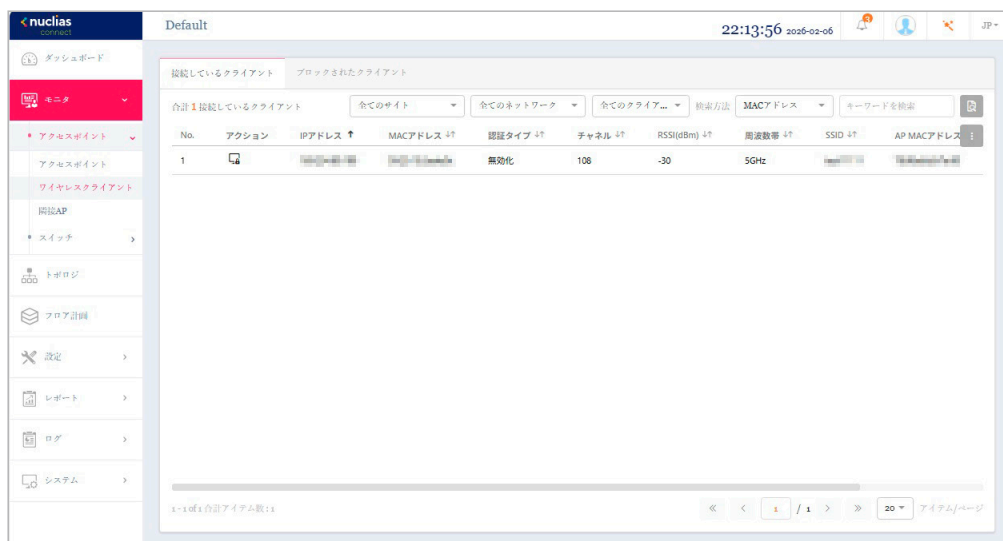 nuclias
connect
Default
22:13:56 2026-02-06
3
JP
ダッシュボード
モニタ
アクセスポイント
アクセスポイント
ワイヤレスクライアント
隣接AP
スイッチ
トポロジ
フロア計画
設定
レポート
ログ
システム
接続しているクライアント ブロックされたクライアント
合計 1 接続しているクライアント 全てのサイト 全てのネットワーク 全てのクライア... 検索方法 MACアドレス キーワードを検索
No. アクション IPアドレス MACアドレス 認証タイプ チャネル RSSI(dBm) 周波数帯 SSID AP MACアドレス
1 無効化 108 -30 5GHz
1 - 1 of 1 合計アイテム数 : 1 1 / 1 20 アイテム/ページ